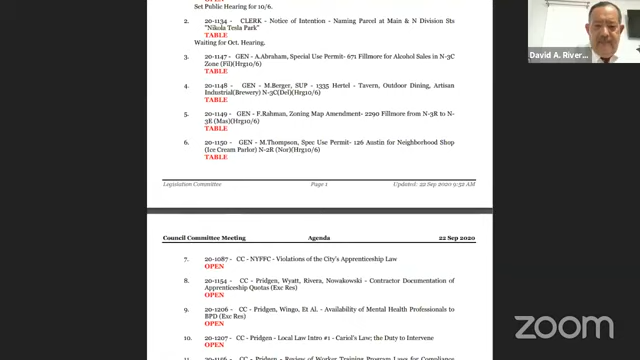 OPEN
Set Public Hearing for 10/6.
2. 20-1134 - CLERK - Notice of Intention - Naming Parcel at Main & N Division Sts
"Nikola Tesla Park"
TABLE
Waiting for Oct. Hearing.
3. 20-1147 - GEN - A.Abraham, Special Use Permit- 671 Fillmore for Alcohol Sales in N-3C
Zone (Fil)(Hrg10/6)
TABLE
4. 20-1148 - GEN - M.Berger, SUP - 1335 Hertel - Tavern, Outdoor Dining, Artisan
Industrial(Brewery) N-3C(Del)(Hrg10/6)
TABLE
5. 20-1149 - GEN - F.Rahman, Zoning Map Amendment- 2290 Fillmore from N-3R to N-
3E (Mas)(Hrg10/6)
TABLE
6. 20-1150 - GEN - M.Thompson, Spec Use Permit- 126 Austin for Neighborhood Shop
(Ice Cream Parlor) N-2R (Nor)(Hrg10/6)
TABLE
Legislation Committee Page 1 Updated: 22 Sep 2020 9:52 AM
Council Committee Meeting Agenda 22 Sep 2020
7. 20-1087 - CC - NYFFC - Violations of the City's Apprenticeship Law
OPEN
8. 20-1154 - CC - Pridgen, Wyatt, Rivera, Nowakowski - Contractor Documentation of
Apprenticeship Quotas (Exc Res)
OPEN
9. 20-1206 - CC - Pridgen, Wingo, Et Al. - Availability of Mental Health Professionals to
BPD (Exc Res)
OPEN
10. 20-1207 - CC - Pridgen - Local Law Intro #1 - Cariol's Law; the Duty to Intervene
OPEN
David A. River...
zoom